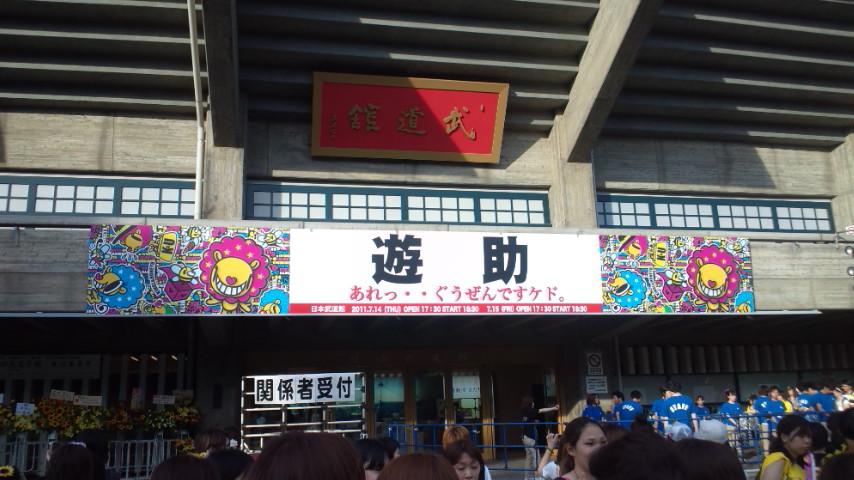 武道館
遊助
あれっ・・ぐうぜんですケド。
日本武道館 2011.7.14 (THU) OPEN 17:30 START 18:30 7.15 (FRI) OPEN 17:30 START 18:30
関係者受付
STAFF